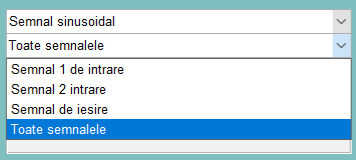 Semnal sinusoidal
Toate semnalele
Semnal 1 de intrare
Semnal 2 intrare
Semnal de iesire
Toate semnalele